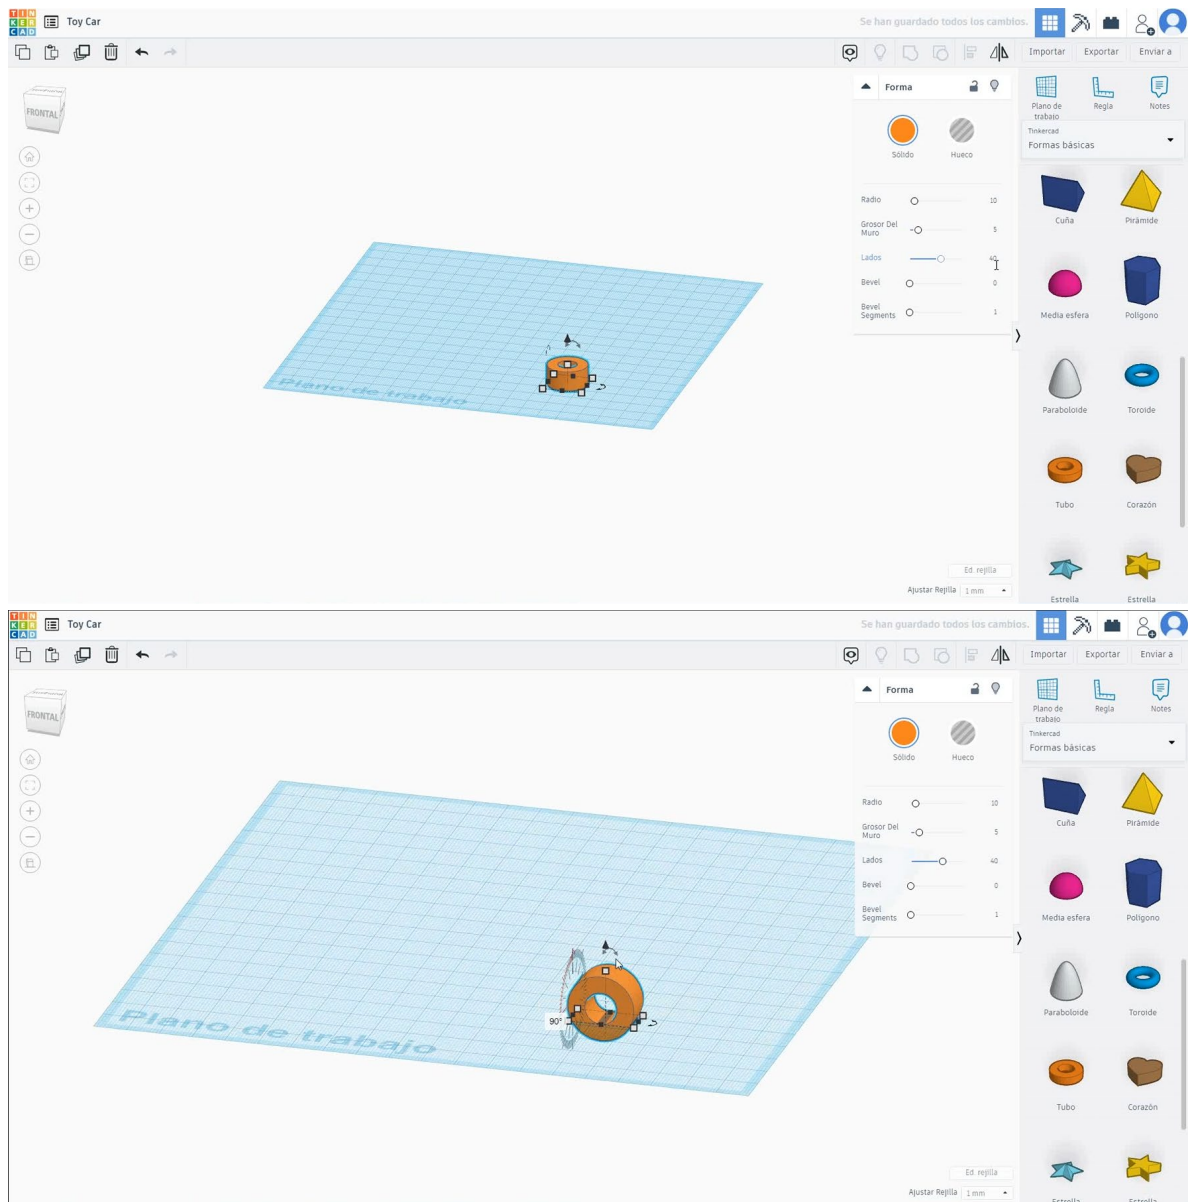 TIN
KER
CAD
Toy Car
Se han guardado todos los cambios.
Importar
Exportar
Enviar a
FRONTAL
Forma
Sólido
Hueco
Radio
10
Grosor Del
Muro
5
Lados
40
Bevel
0
Bevel
Segments
1
Plano de
trabajo
Regla
Notes
Tinkercad
Formas básicas
Cuña
Pirámide
Media esfera
Polígono
Paraboloide
Toroide
Tubo
Corazón
Estrella
Estrella
Plano de trabajo
Ed. rejilla
Ajustar Rejilla
1 mm
TIN
KER
CAD
Toy Car
Se han guardado todos los cambios.
Importar
Exportar
Enviar a
FRONTAL
Forma
Sólido
Hueco
Radio
10
Grosor Del
Muro
5
Lados
40
Bevel
0
Bevel
Segments
1
Plano de
trabajo
Regla
Notes
Tinkercad
Formas básicas
Cuña
Pirámide
Media esfera
Polígono
Paraboloide
Toroide
Tubo
Corazón
Estrella
Estrella
90°
Plano de trabajo
Ed. rejilla
Ajustar Rejilla
1 mm